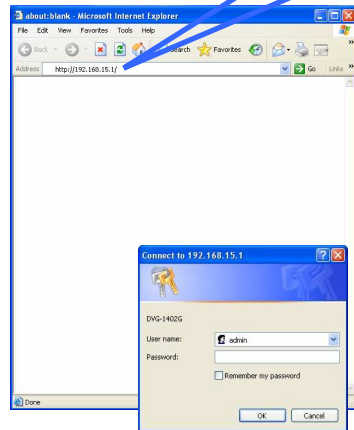 about:blank - Microsoft Internet Explorer
File Edit View Favorites Tools Help
Back Search Favorites
Address http://192.168.15.1/ Go Links
Connect to 192.168.15.1
DVG-1402G
User name: admin
Password:
Remember my password
OK Cancel
Done